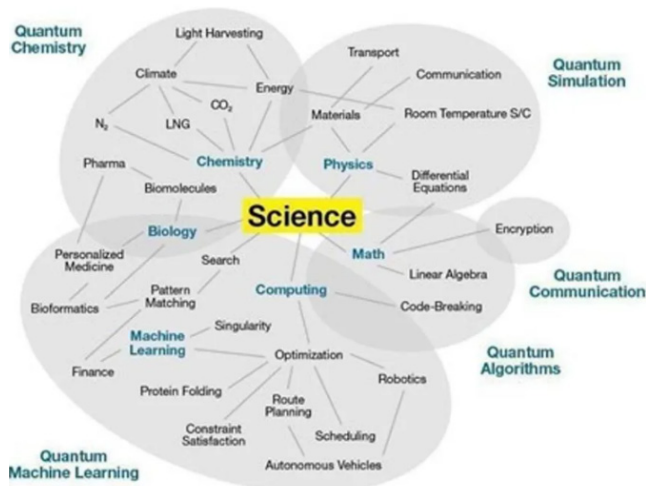 Quantum
Chemistry
Light Harvesting
Climate
Energy
CO₂
N₂
LNG
Pharma
Chemistry
Biomolecules
Transport
Communication
Materials
Room Temperature S/C
Physics
Differential
Equations
Quantum
Simulation
Science
Biology
Personalized
Medicine
Search
Math
Encryption
Linear Algebra
Code-Breaking
Quantum
Communication
Computing
Pattern
Matching
Bioformatics
Singularity
Machine
Learning
Finance
Optimization
Robotics
Quantum
Algorithms
Protein Folding
Route
Planning
Constraint
Satisfaction
Scheduling
Autonomous Vehicles
Quantum
Machine Learning